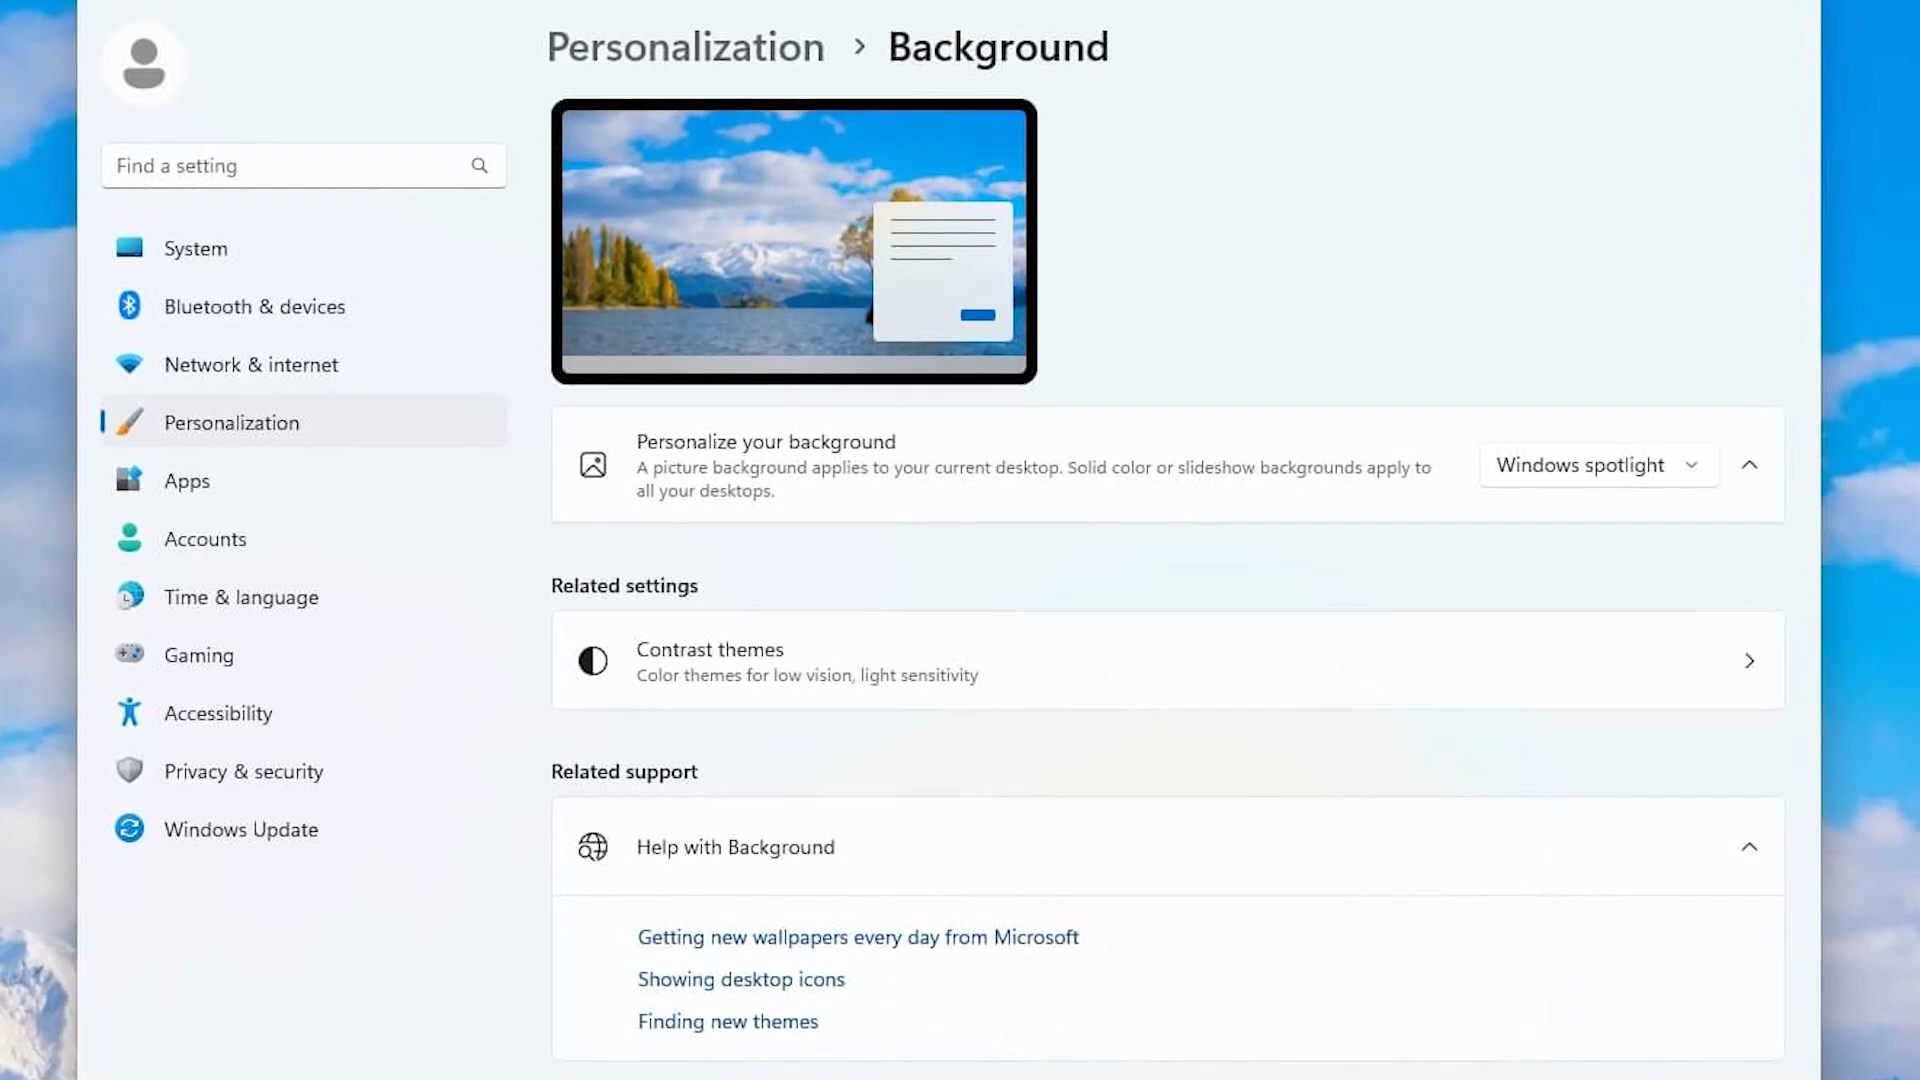 Personalization > Background
Find a setting
System
Bluetooth & devices
Network & internet
Personalization
Apps
Accounts
Time & language
Gaming
Accessibility
Privacy & security
Windows Update
Personalize your background
A picture background applies to your current desktop. Solid color or slideshow backgrounds apply to
all your desktops.
Windows spotlight
Related settings
Contrast themes
Color themes for low vision, light sensitivity
Related support
Help with Background
Getting new wallpapers every day from Microsoft
Showing desktop icons
Finding new themes